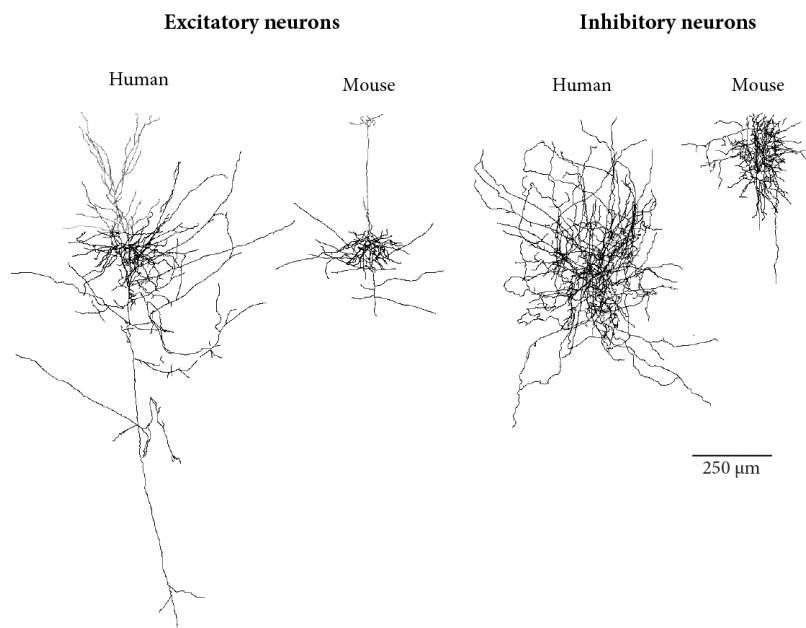 Excitatory neurons
Inhibitory neurons
Human
Mouse
Human
Mouse
250 μm